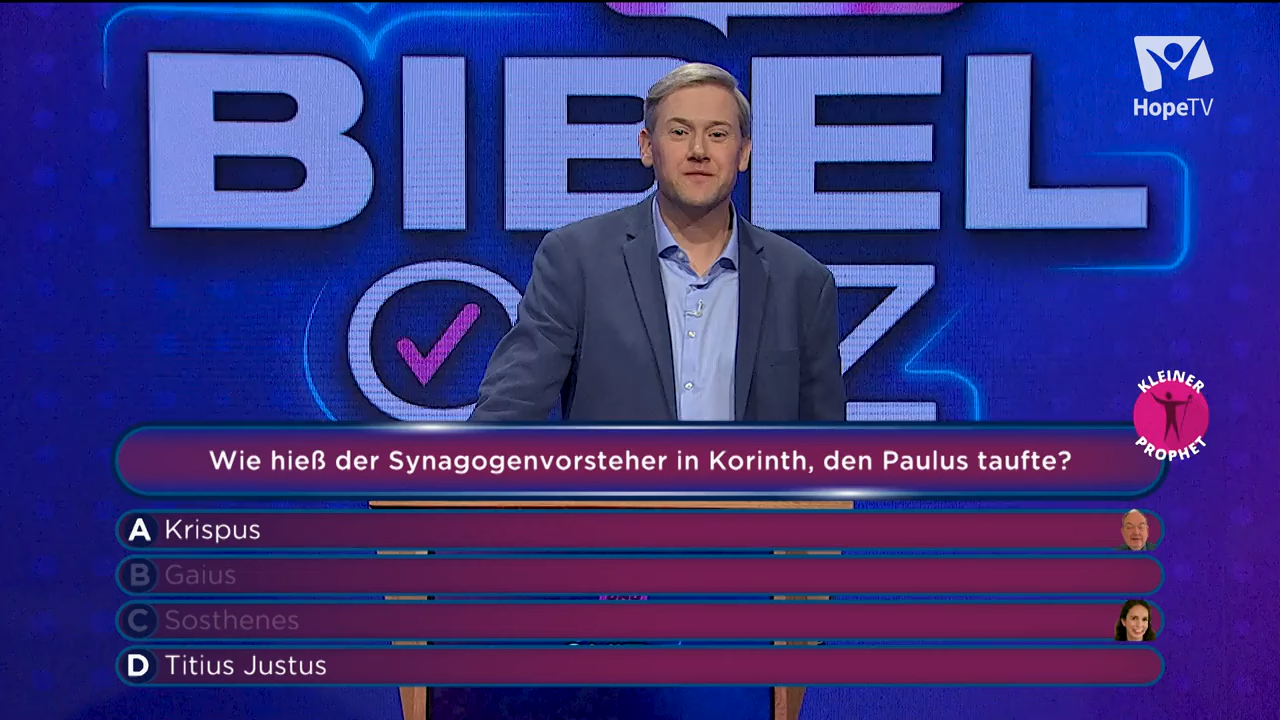 BIBEL
HopeTV
KLEINER
PROPHET
Wie hieß der Synagogenvorsteher in Korinth, den Paulus taufte?
A Krispus
B Gaius
C Sosthenes
D Titius Justus